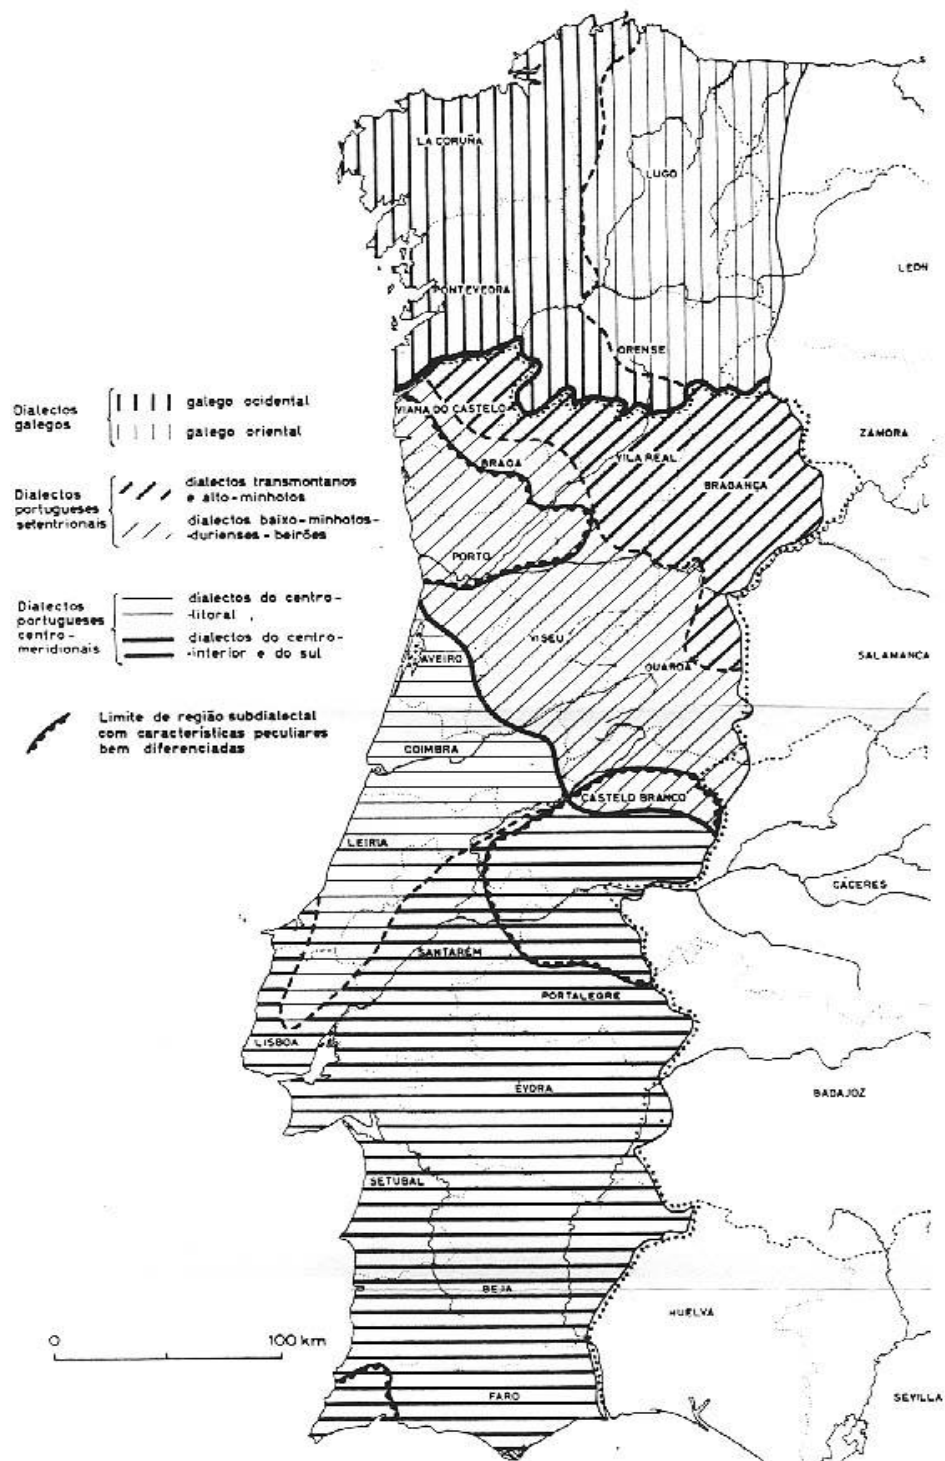 LA CORUÑA
LUGO
LEON
PONTEVEDRA
ORENSE
Dialectos
galegos
galego ocidental
galego oriental
VIANA DO CASTELO
ZAMORA
BRAGA
VILA REAL
BRAGANÇA
Dialectos
portugueses
setentrionais
dialectos transmontanos
e alto-minhotos
dialectos baixo-minhotos-
-durienses-beirões
PORTO
Dialectos
portugueses
centro-
meridionais
dialectos do centro-
-litoral
dialectos do centro-
-interior e do sul
VISEU
AVEIRO
GUARDA
SALAMANCA
Limite de região subdialectal
com características peculiares
bem diferenciadas
COIMBRA
CASTELO BRANCO
LEIRIA
CÁCERES
SANTARÉM
PORTALEGRE
LISBOA
ÉVORA
BADAJOZ
SETUBAL
BEJA
HUELVA
0 100 km
FARO
SEVILLA